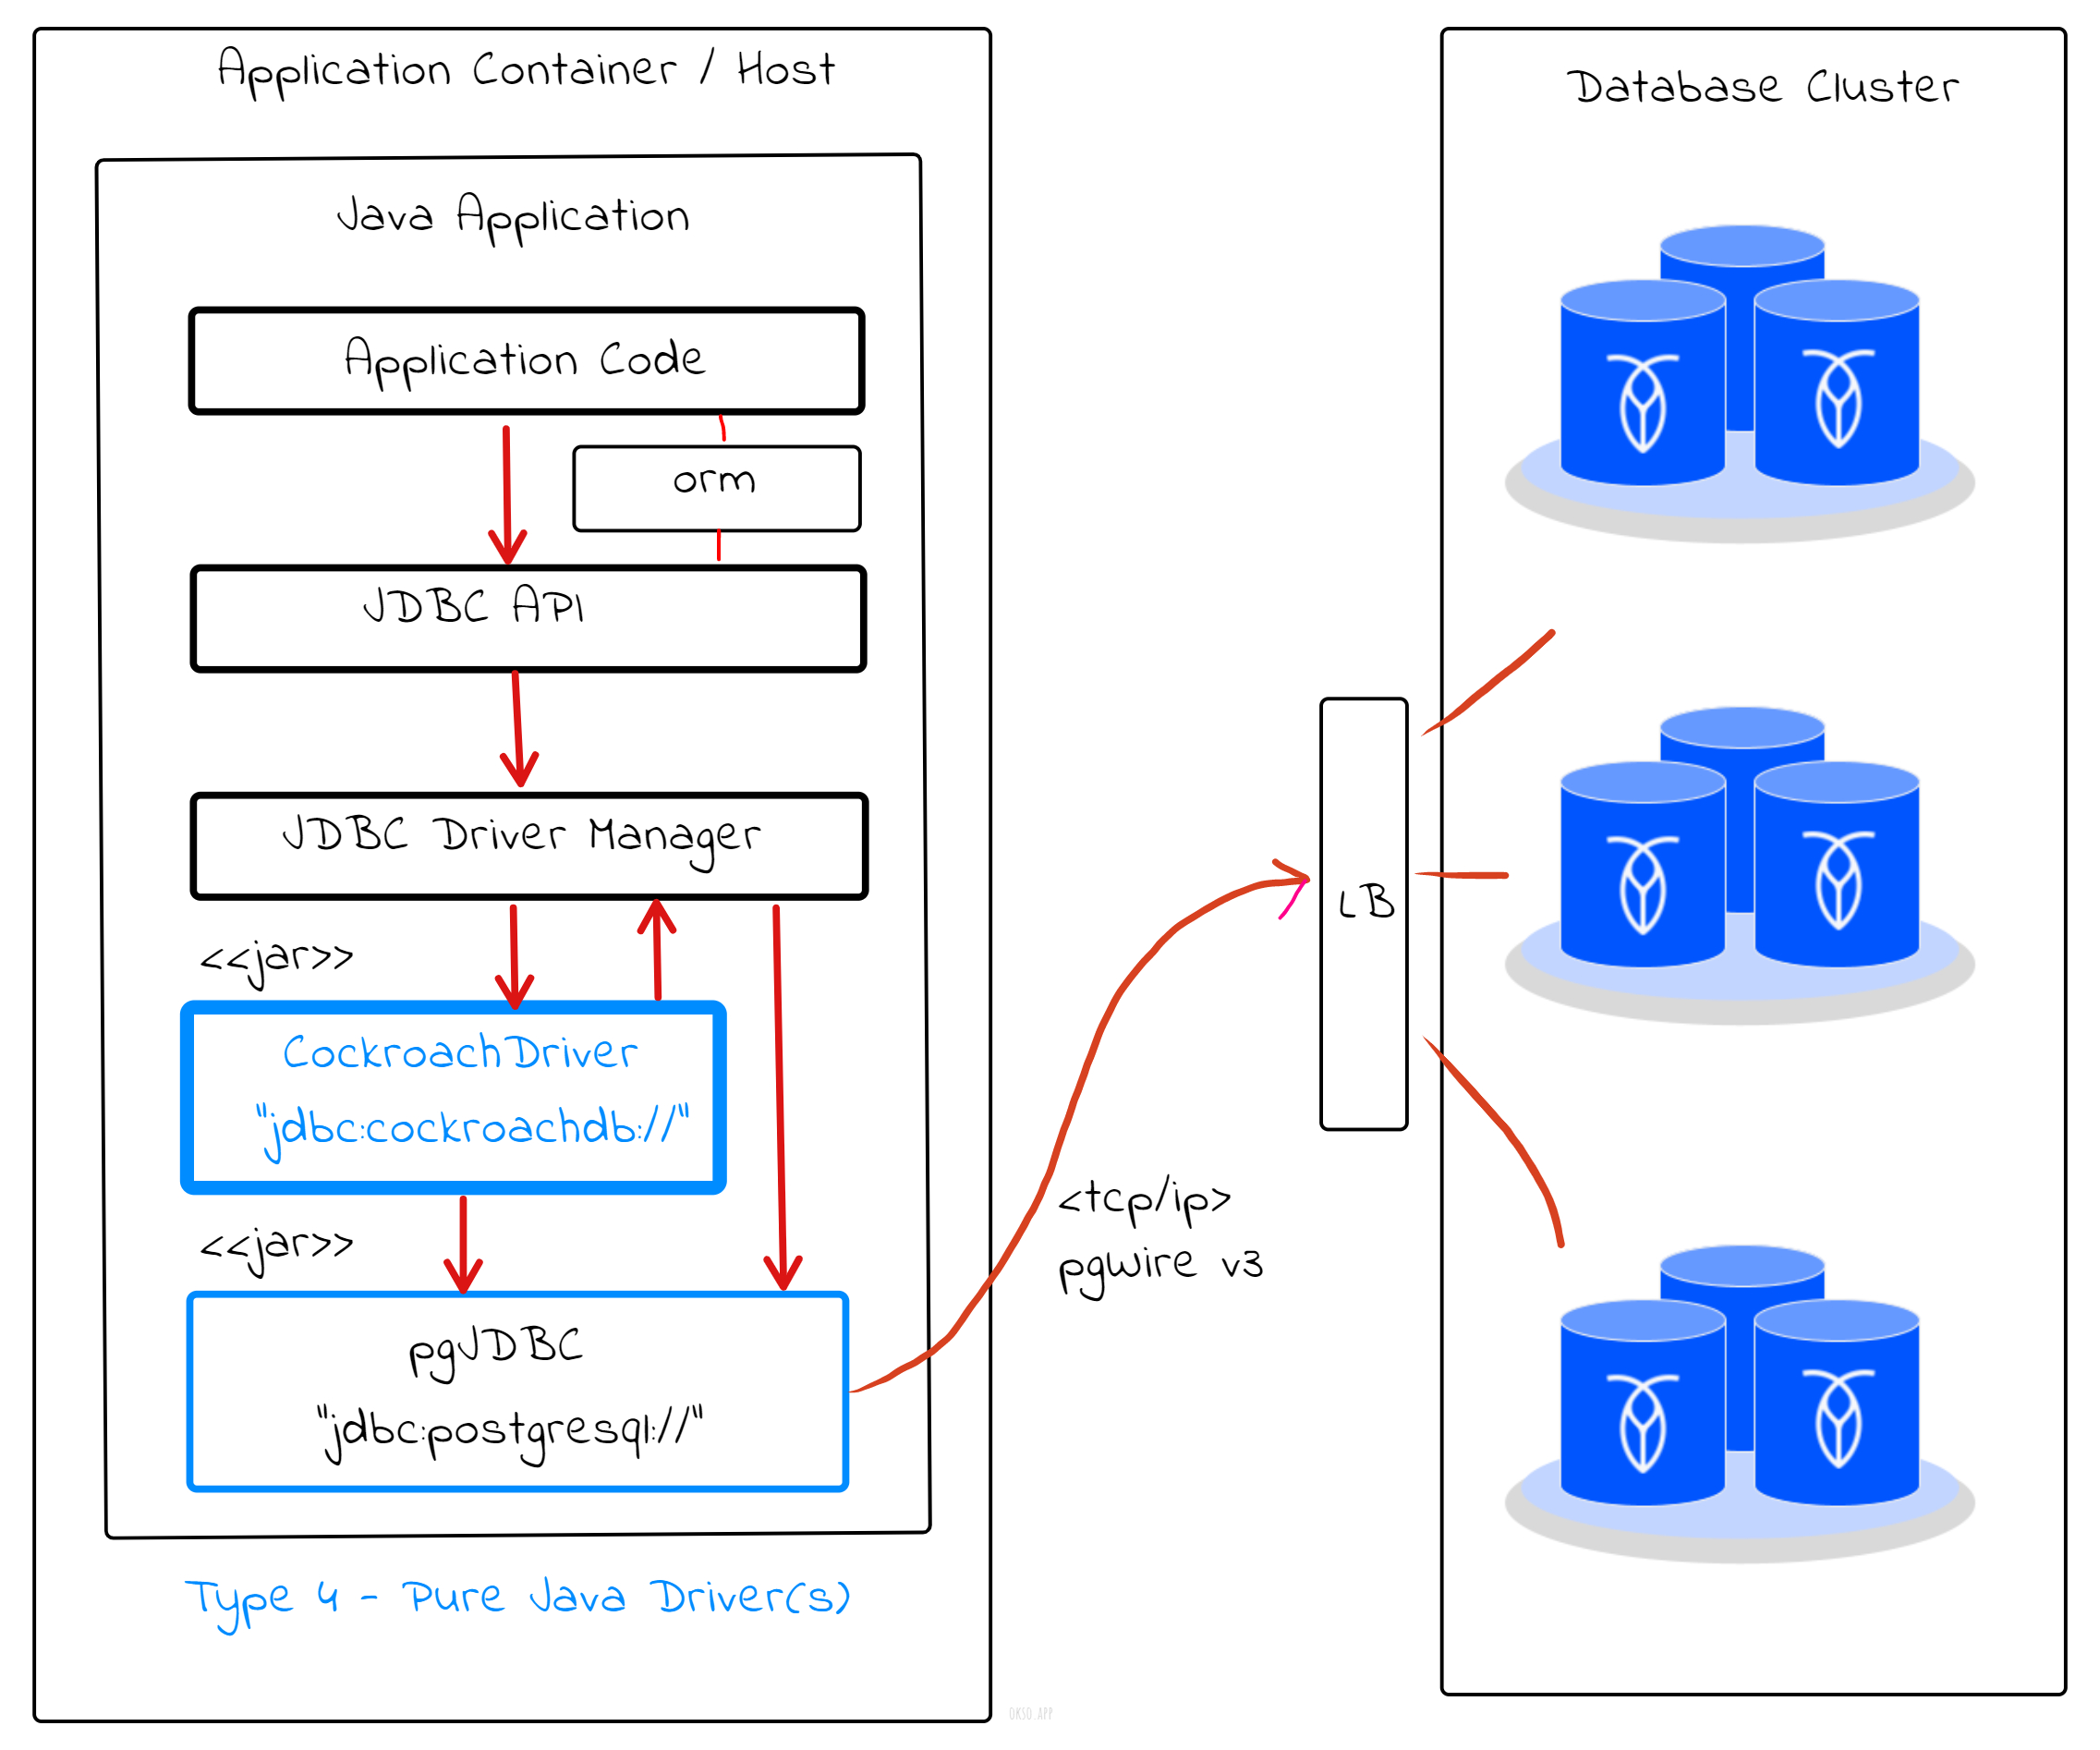 Application Container / Host
Java Application
Application Code
orm
JDBC API
JDBC Driver Manager
<<jar>>
CockroachDriver
"jdbc:cockroachdb://"
<<jar>>
pgJDBC
"jdbc:postgresql://"
Type 4 - Pure Java Driver(s)
<tcp/ip>
pgwire v3
LB
Database Cluster
OKSO.APP